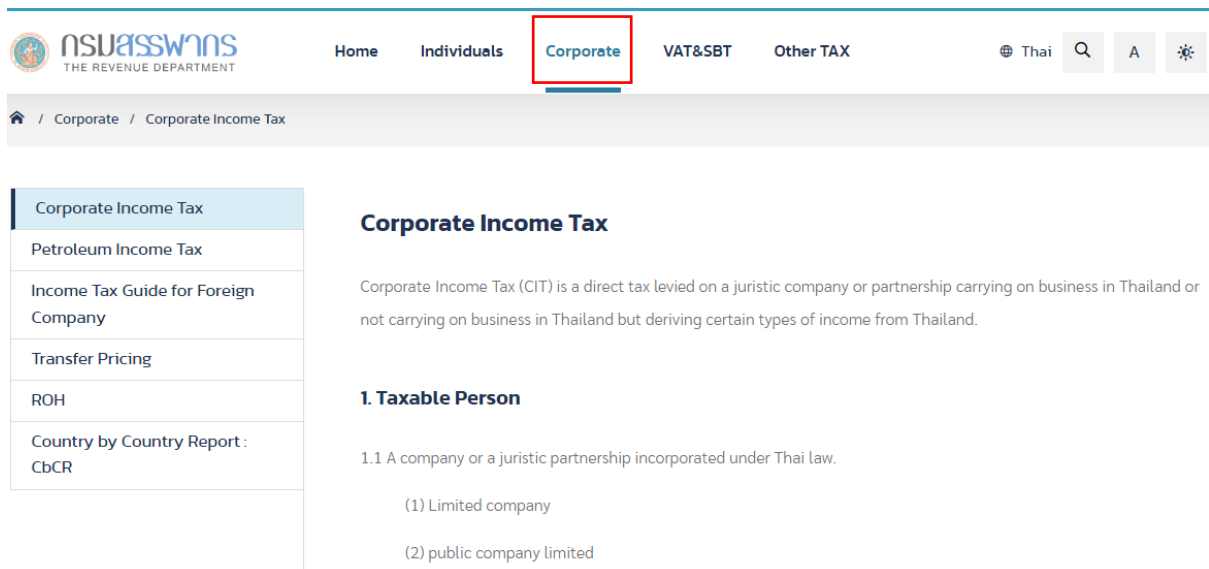 กรมสรรพากร
THE REVENUE DEPARTMENT
Home Individuals Corporate VAT&SBT Other TAX Thai A
/ Corporate / Corporate Income Tax
Corporate Income Tax
Petroleum Income Tax
Income Tax Guide for Foreign
Company
Transfer Pricing
ROH
Country by Country Report :
CbCR
Corporate Income Tax
Corporate Income Tax (CIT) is a direct tax levied on a juristic company or partnership carrying on business in Thailand or
not carrying on business in Thailand but deriving certain types of income from Thailand.
1. Taxable Person
1.1 A company or a juristic partnership incorporated under Thai law.
(1) Limited company
(2) public company limited